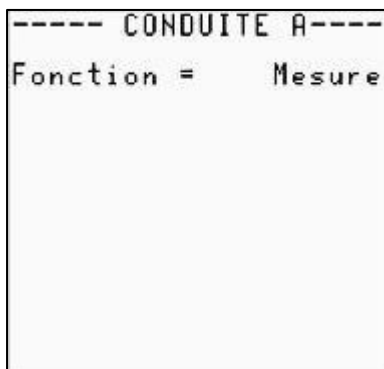 ----- CONDUITE A----
Fonction = Mesure